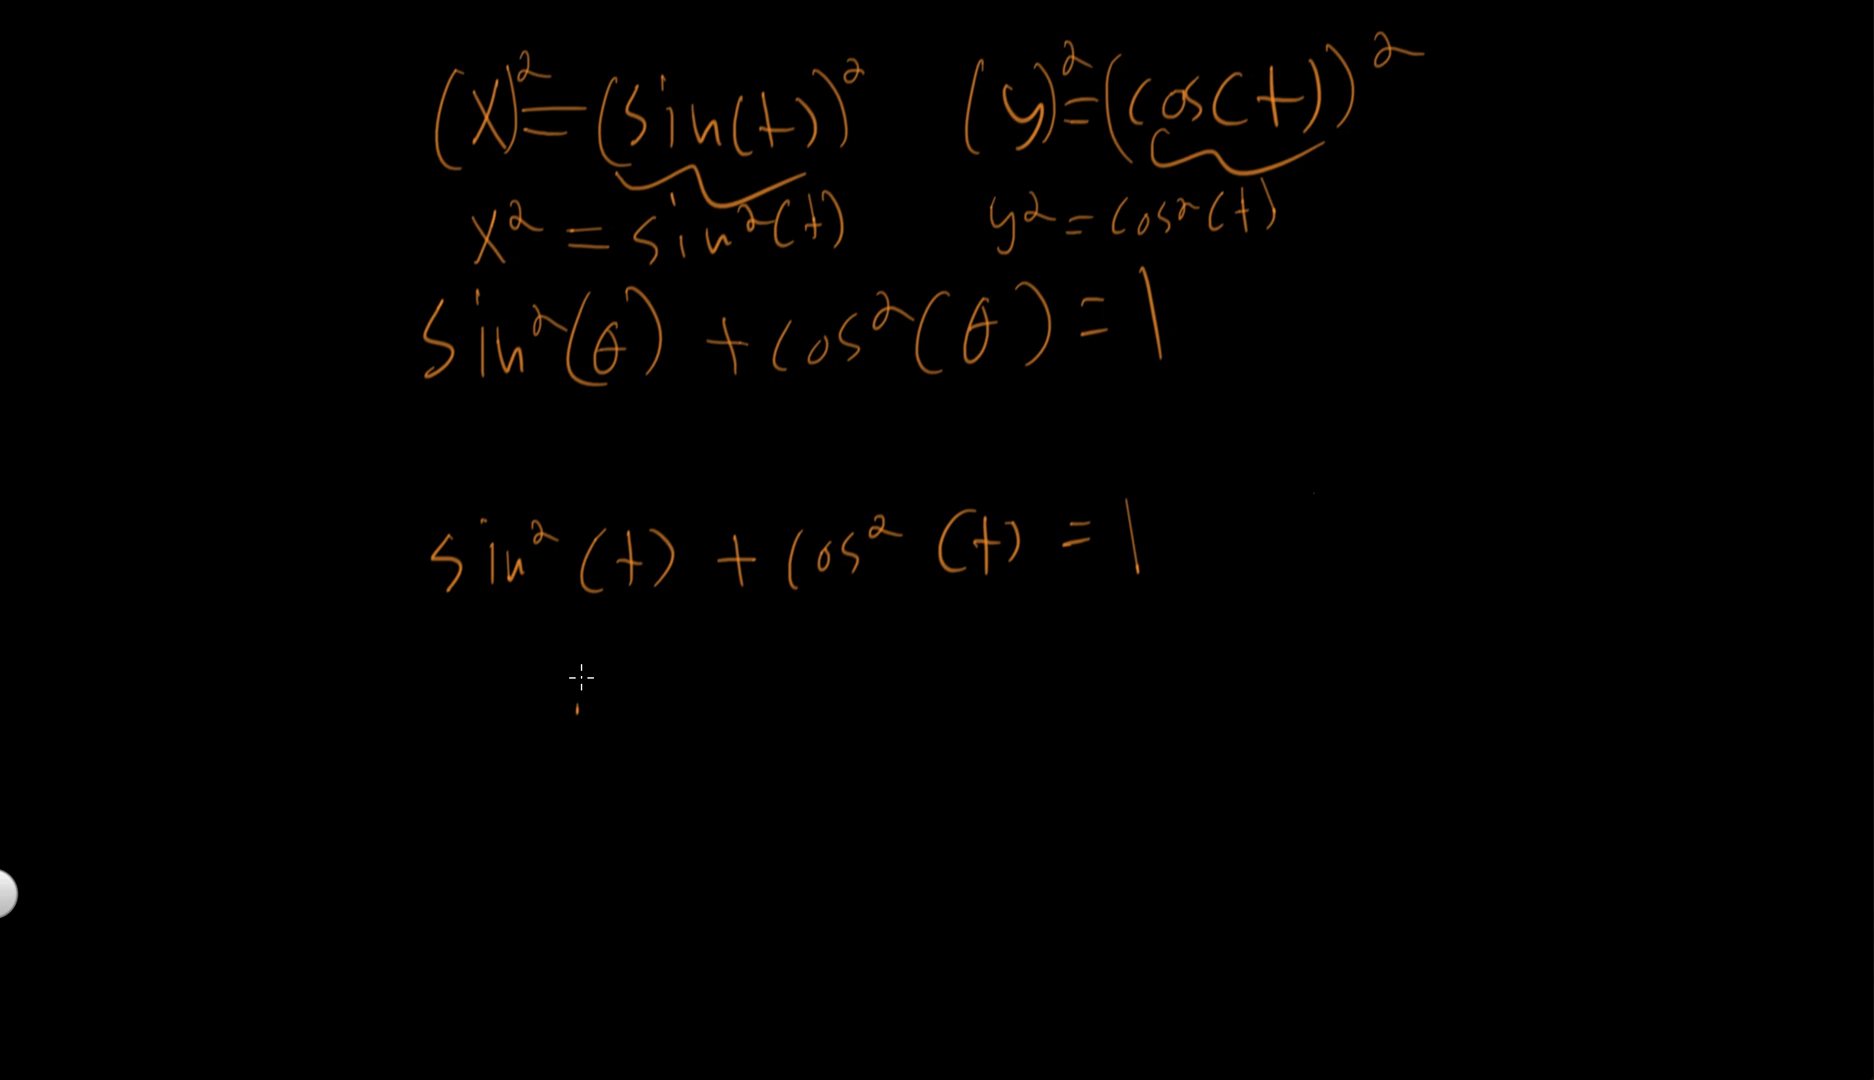 (x)² = (sin(t))² (y)² = (cos(t))²
x² = sin²(t) y² = cos²(t)
sin²(θ) + cos²(θ) = 1
sin²(t) + cos²(t) = 1